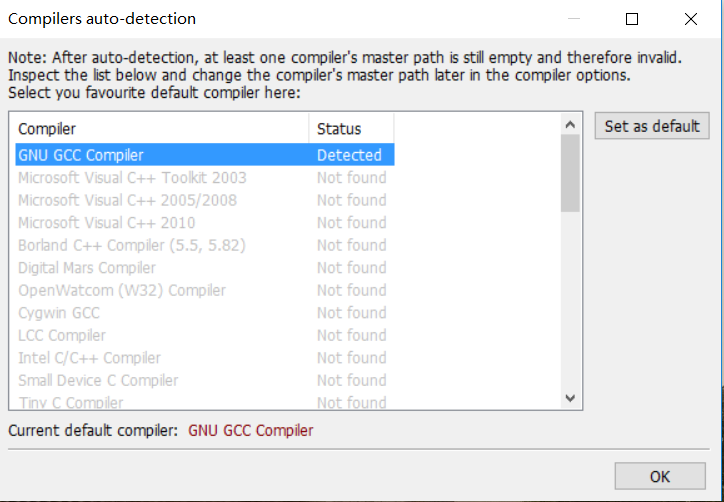 Compilers auto-detection
Note: After auto-detection, at least one compiler's master path is still empty and therefore invalid.
Inspect the list below and change the compiler's master path later in the compiler options.
Select you favourite default compiler here:
Compiler Status
Set as default
GNU GCC Compiler Detected
Microsoft Visual C++ Toolkit 2003 Not found
Microsoft Visual C++ 2005/2008 Not found
Microsoft Visual C++ 2010 Not found
Borland C++ Compiler (5.5, 5.82) Not found
Digital Mars Compiler Not found
OpenWatcom (W32) Compiler Not found
Cygwin GCC Not found
LCC Compiler Not found
Intel C/C++ Compiler Not found
Small Device C Compiler Not found
Tiny C Compiler Not found
Current default compiler: GNU GCC Compiler
OK